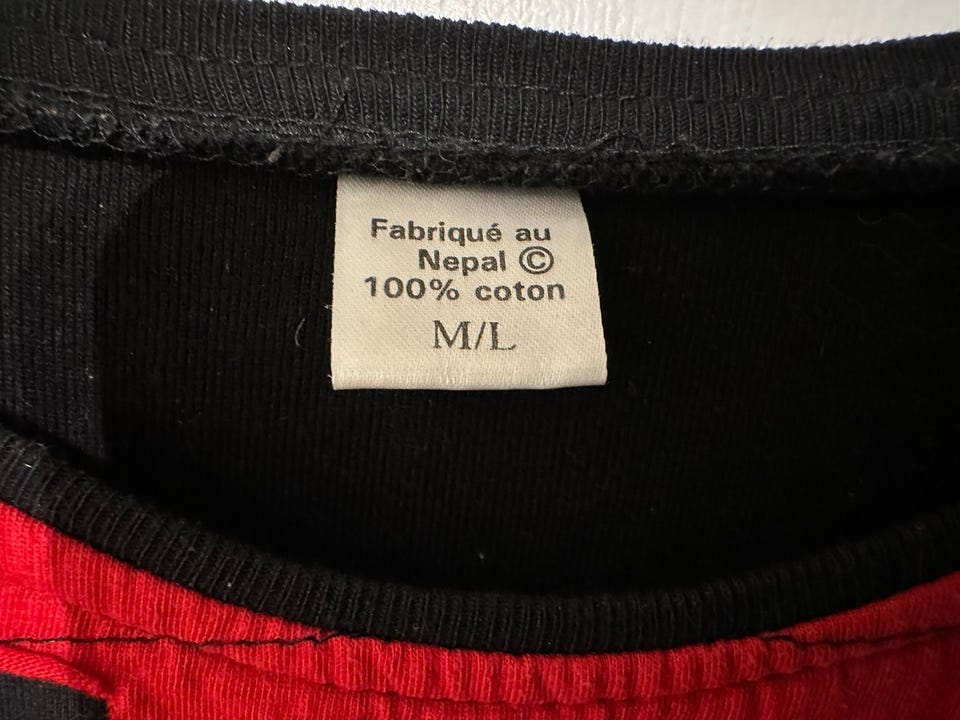 Fabriqué au
Nepal ©
100% coton
M/L